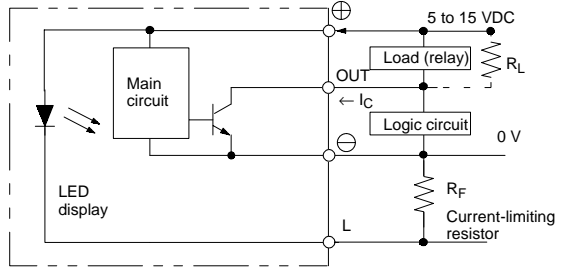 ⊕
5 to 15 VDC
Load (relay)
R_L
OUT
Main
circuit
← I_C
Logic circuit
⊖
0 V
LED
display
R_F
L
Current-limiting
resistor